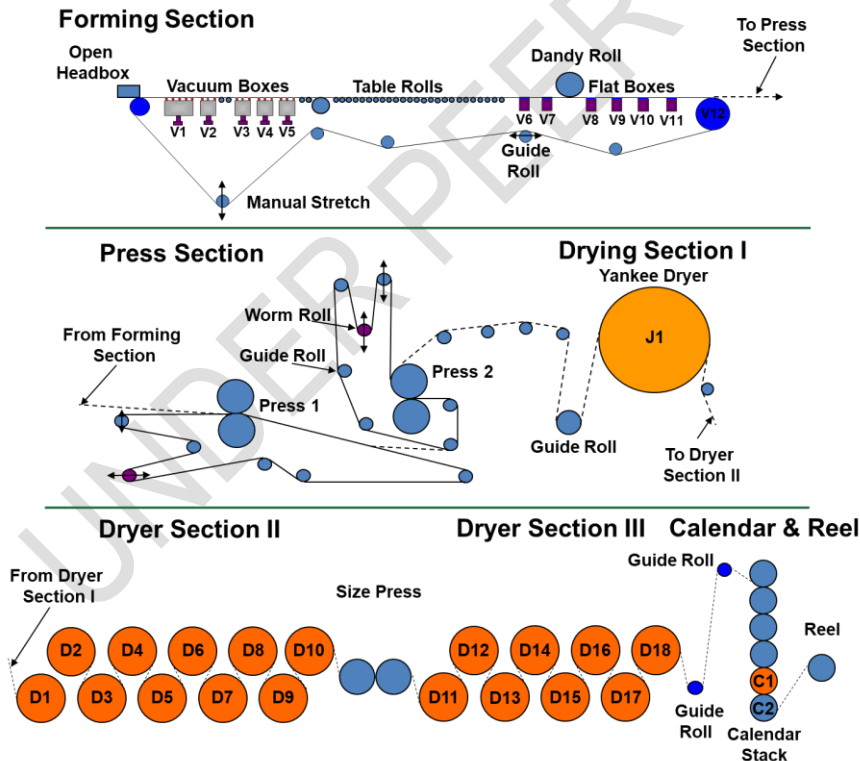 Forming Section
Open
Headbox
Vacuum Boxes
Table Rolls
Dandy Roll
Flat Boxes
To Press
Section
V1
V2
V3
V4
V5
V6
V7
V8
V9
V10
V11
V12
Guide
Roll
Manual Stretch
Press Section
Drying Section I
Yankee Dryer
Worm Roll
From Forming
Section
Guide Roll
Press 1
Press 2
J1
Guide Roll
To Dryer
Section II
Dryer Section II
Dryer Section III
Calendar & Reel
From Dryer
Section I
Size Press
Guide Roll
Reel
D2
D4
D6
D8
D10
D12
D14
D16
D18
D1
D3
D5
D7
D9
D11
D13
D15
D17
C1
C2
Guide
Roll
Calendar
Stack
UNDER PEER